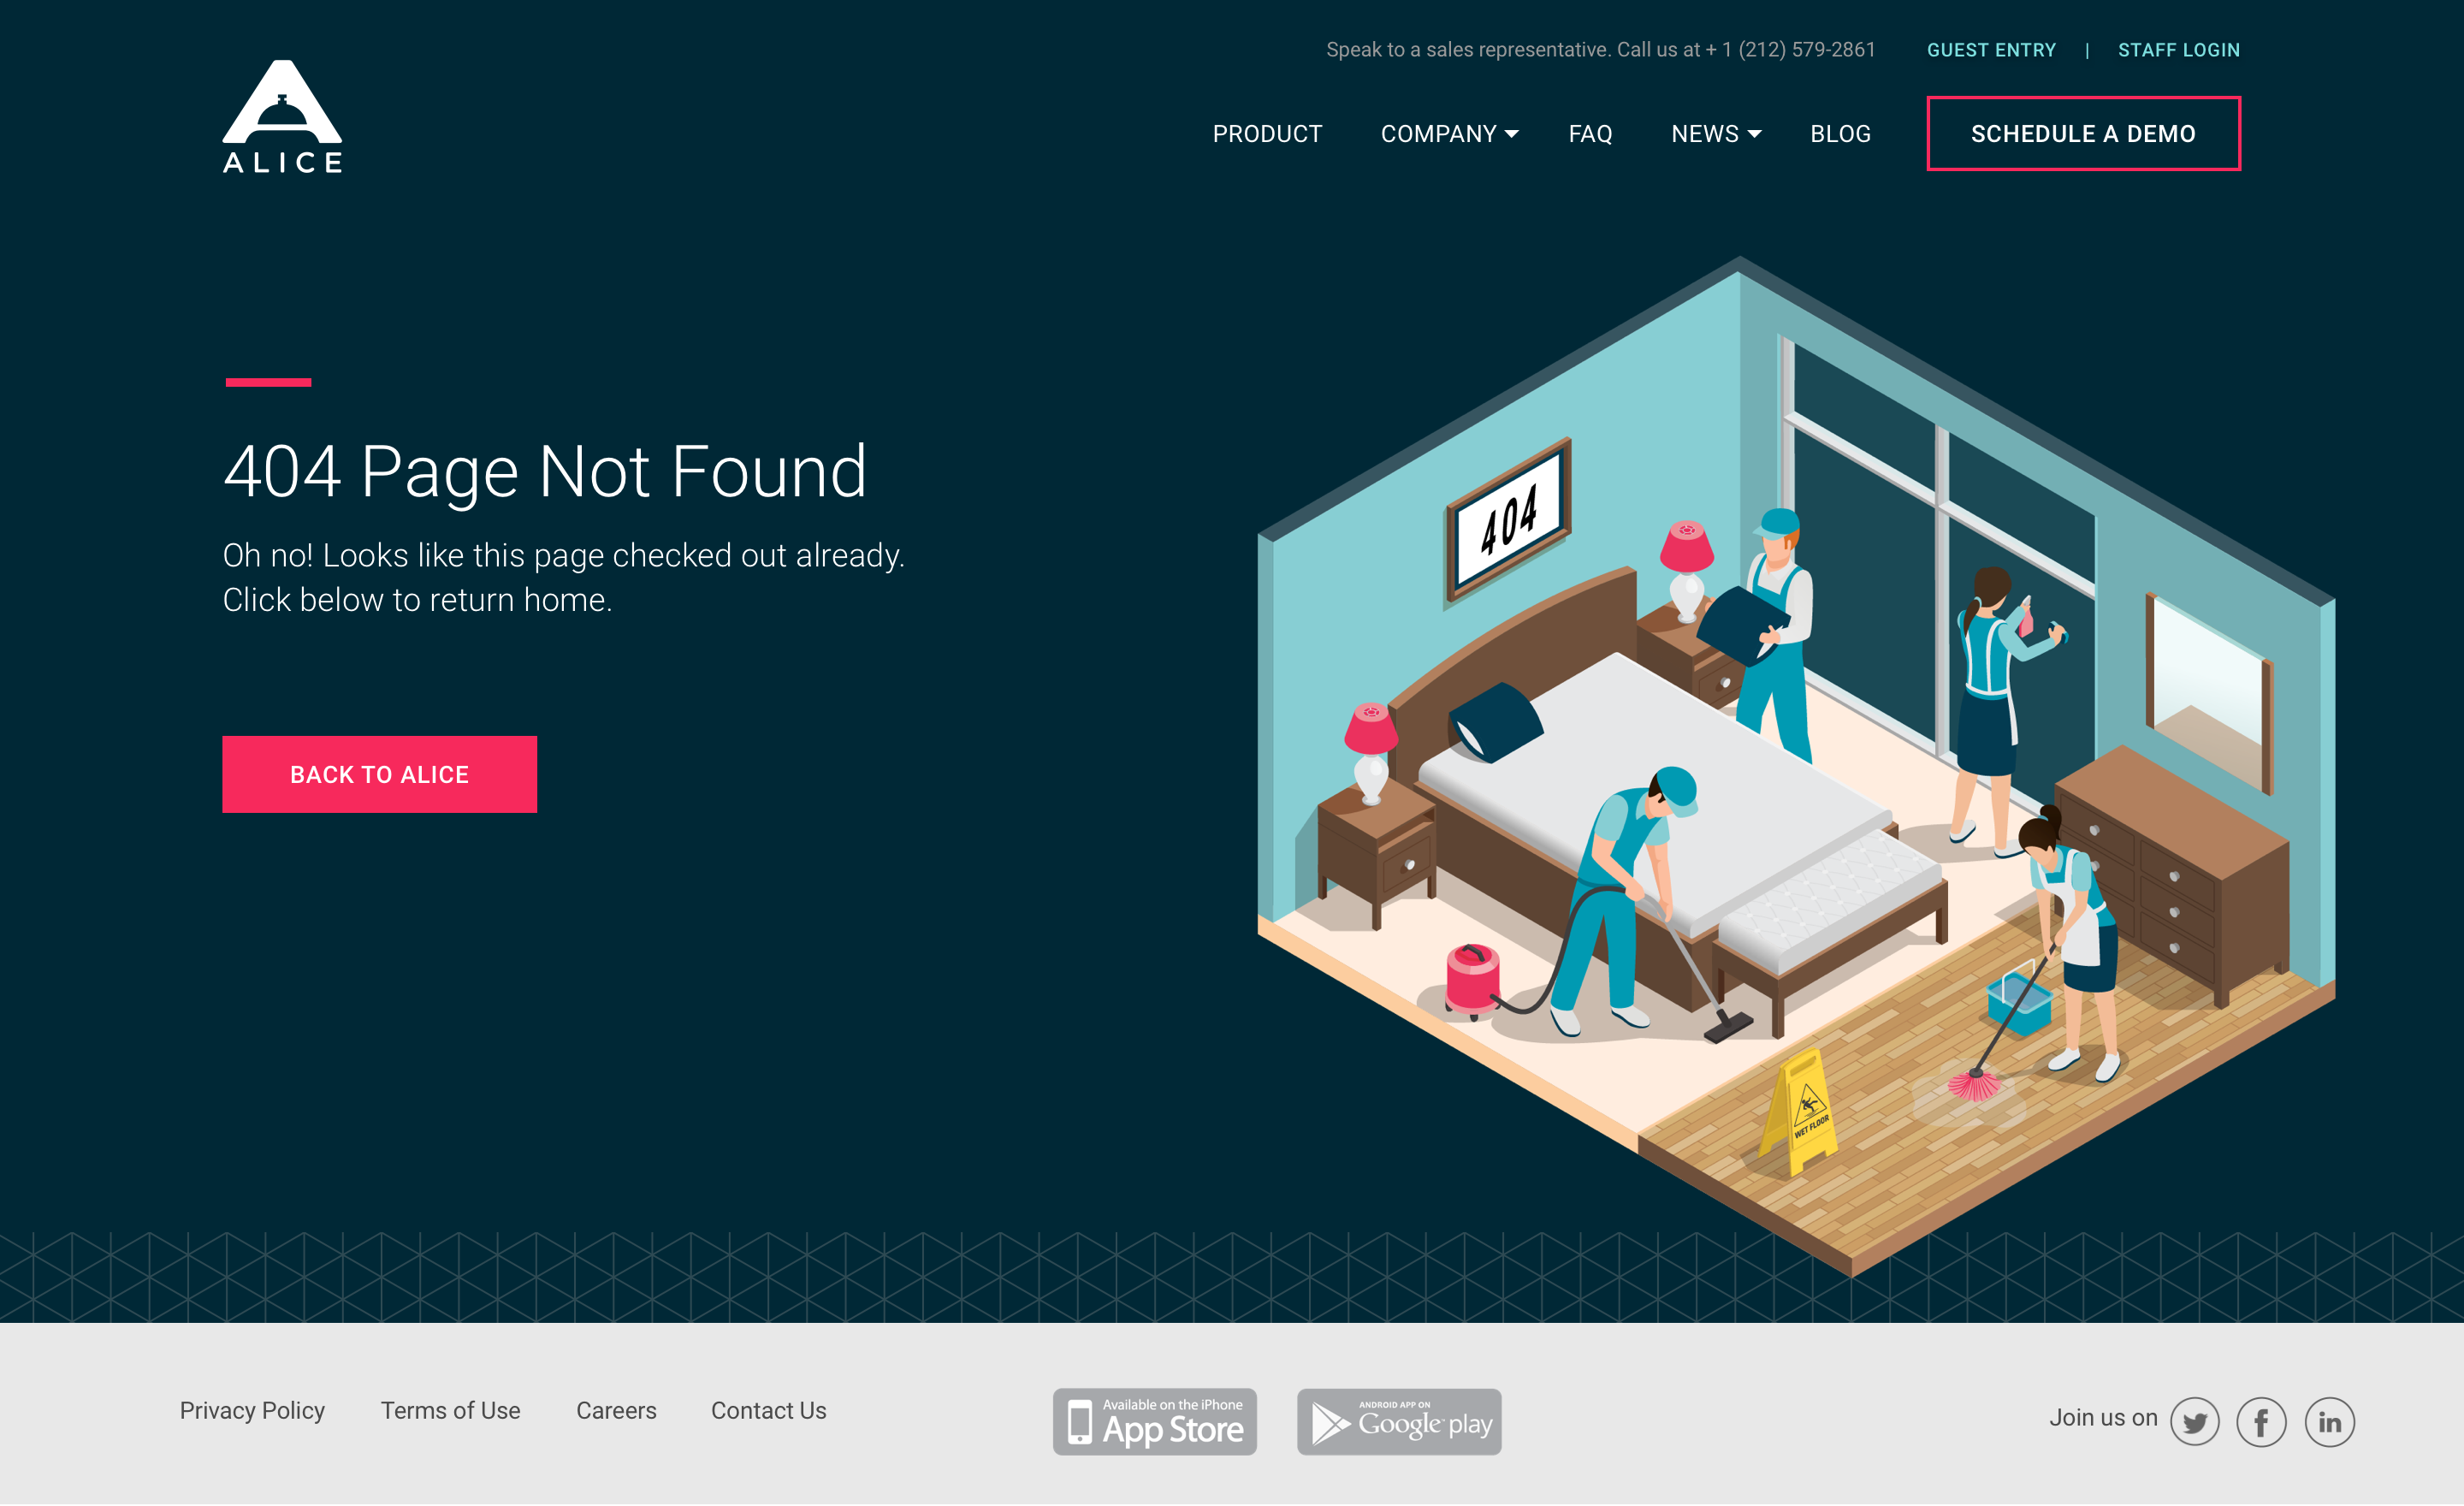 Speak to a sales representative. Call us at + 1 (212) 579-2861
GUEST ENTRY | STAFF LOGIN
ALICE
PRODUCT COMPANY FAQ NEWS BLOG SCHEDULE A DEMO
404 Page Not Found
Oh no! Looks like this page checked out already.
Click below to return home.
BACK TO ALICE
404
WET FLOOR
Privacy Policy Terms of Use Careers Contact Us
Available on the iPhone
App Store
ANDROID APP ON
Google play
Join us on
f
in